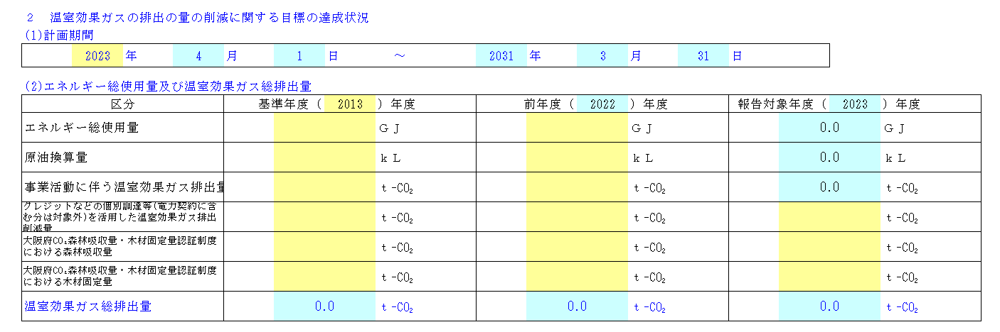 ２　温室効果ガスの排出の量の削減に関する目標の達成状況
(1)計画期間
2023 年 4 月 1 日 ～ 2031 年 3 月 31 日
(2)エネルギー総使用量及び温室効果ガス総排出量
区分 基準年度（ 2013 ）年度 前年度（ 2022 ）年度 報告対象年度（ 2023 ）年度
エネルギー総使用量 ＧＪ ＧＪ 0.0 ＧＪ
原油換算量 ｋＬ ｋＬ 0.0 ｋＬ
事業活動に伴う温室効果ガス排出量 ｔ-CO₂ ｔ-CO₂ 0.0 ｔ-CO₂
クレジットなどの個別調達等(電力契約に含
む分は対象外)を活用した温室効果ガス排出
削減量 ｔ-CO₂ ｔ-CO₂ ｔ-CO₂
大阪府CO₂森林吸収量・木材固定量認証制度
における森林吸収量 ｔ-CO₂ ｔ-CO₂ ｔ-CO₂
大阪府CO₂森林吸収量・木材固定量認証制度
における木材固定量 ｔ-CO₂ ｔ-CO₂ ｔ-CO₂
温室効果ガス総排出量 0.0 ｔ-CO₂ 0.0 ｔ-CO₂ 0.0 ｔ-CO₂